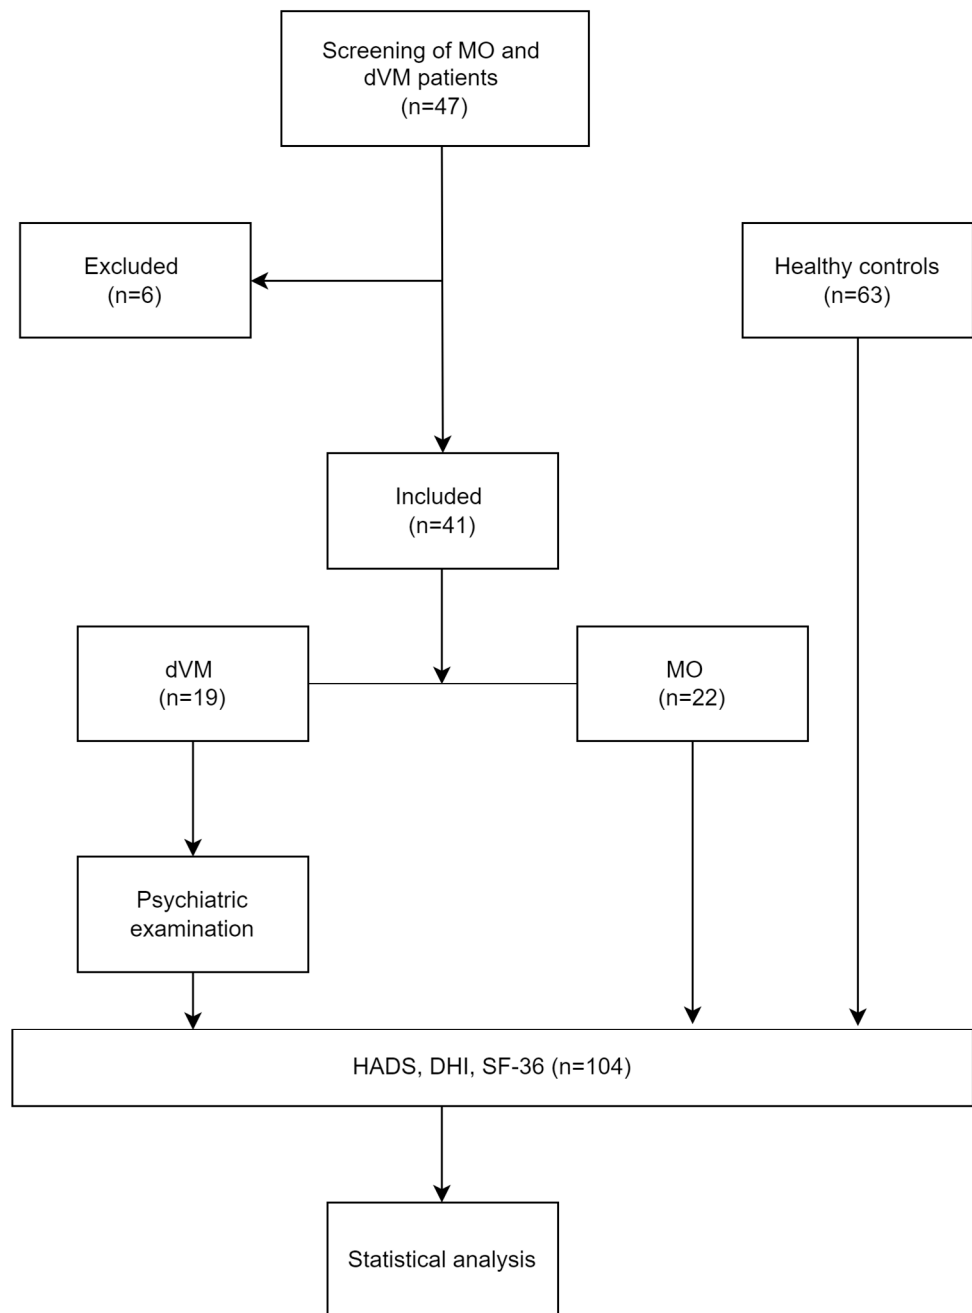 Screening of MO and
dVM patients
(n=47)
Excluded
(n=6)
Healthy controls
(n=63)
Included
(n=41)
dVM
(n=19)
MO
(n=22)
Psychiatric
examination
HADS, DHI, SF-36 (n=104)
Statistical analysis